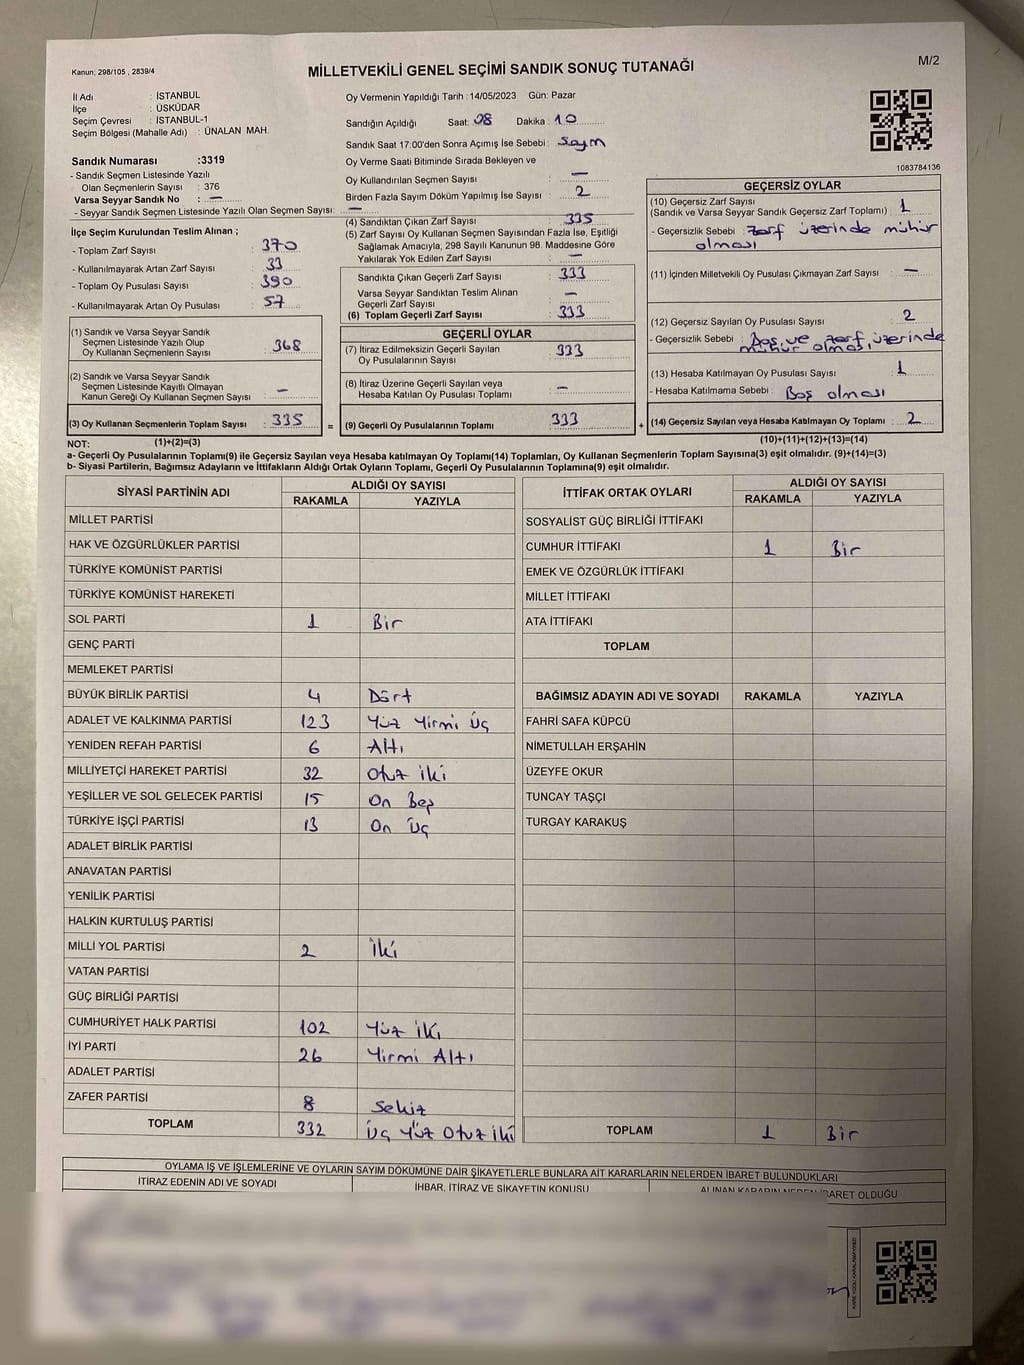 Kanun; 298/105 , 2839/4
MİLLETVEKİLİ GENEL SEÇİMİ SANDIK SONUÇ TUTANAĞI
M/2
İl Adı : İSTANBUL
İlçe : ÜSKÜDAR
Seçim Çevresi : İSTANBUL-1
Seçim Bölgesi (Mahalle Adı) : ÜNALAN MAH.
Sandık Numarası :3319
- Sandık Seçmen Listesinde Yazılı
Olan Seçmenlerin Sayısı : 376
Varsa Seyyar Sandık No : —
- Seyyar Sandık Seçmen Listesinde Yazılı Olan Seçmen Sayısı: —
Oy Vermenin Yapıldığı Tarih : 14/05/2023 Gün: Pazar
Sandığın Açıldığı Saat: 08 Dakika : 10
Sandık Saat 17.00'den Sonra Açımış İse Sebebi : Sayım
Oy Verme Saati Bitiminde Sırada Bekleyen ve
Oy Kullandırılan Seçmen Sayısı : —
Birden Fazla Sayım Döküm Yapılmış İse Sayısı : 2
1083784136
İlçe Seçim Kurulundan Teslim Alınan ;
- Toplam Zarf Sayısı : 370
- Kullanılmayarak Artan Zarf Sayısı : 33
- Toplam Oy Pusulası Sayısı : 390
- Kullanılmayarak Artan Oy Pusulası : 57
(1) Sandık ve Varsa Seyyar Sandık
Seçmen Listesinde Yazılı Olup
Oy Kullanan Seçmenlerin Sayısı : 368
(2) Sandık ve Varsa Seyyar Sandık
Seçmen Listesinde Kayıtlı Olmayan
Kanun Gereği Oy Kullanan Seçmen Sayısı : —
(3) Oy Kullanan Seçmenlerin Toplam Sayısı : 335
(4) Sandıktan Çıkan Zarf Sayısı : 335
(5) Zarf Sayısı Oy Kullanan Seçmen Sayısından Fazla İse, Eşitliği
Sağlamak Amacıyla; 298 Sayılı Kanunun 98. Maddesine Göre
Yakılarak Yok Edilen Zarf Sayısı : —
Sandıkta Çıkan Geçerli Zarf Sayısı : 333
Varsa Seyyar Sandıktan Teslim Alınan
Geçerli Zarf Sayısı : —
(6) Toplam Geçerli Zarf Sayısı : 333
GEÇERLİ OYLAR
(7) İtiraz Edilmeksizin Geçerli Sayılan
Oy Pusulalarının Sayısı : 333
(8) İtiraz Üzerine Geçerli Sayılan veya
Hesaba Katılan Oy Pusulası Toplamı : —
= (9) Geçerli Oy Pusulalarının Toplamı : 333 +
GEÇERSİZ OYLAR
(10) Geçersiz Zarf Sayısı
(Sandık ve Varsa Seyyar Sandık Geçersiz Zarf Toplamı) : 1
- Geçersizlik Sebebi : Zarf üzerinde mühür
olması
(11) İçinden Milletvekili Oy Pusulası Çıkmayan Zarf Sayısı : —
(12) Geçersiz Sayılan Oy Pusulası Sayısı : 2
- Geçersizlik Sebebi : Boş ve zarf üzerinde
mühür olması
(13) Hesaba Katılmayan Oy Pusulası Sayısı : 1
- Hesaba Katılmama Sebebi : Boş olması
(14) Geçersiz Sayılan veya Hesaba Katılmayan Oy Toplamı : 2
NOT: (1)+(2)=(3)
(10)+(11)+(12)+(13)=(14)
a- Geçerli Oy Pusulalarının Toplamı(9) ile Geçersiz Sayılan veya Hesaba katılmayan Oy Toplamı(14) Toplamları, Oy Kullanan Seçmenlerin Toplam Sayısına(3) eşit olmalıdır. (9)+(14)=(3)
b- Siyasi Partilerin, Bağımsız Adayların ve İttifakların Aldığı Ortak Oyların Toplamı, Geçerli Oy Pusulalarının Toplamına(9) eşit olmalıdır.
SİYASİ PARTİNİN ADI ALDIĞI OY SAYISI
RAKAMLA YAZIYLA
MİLLET PARTİSİ
HAK VE ÖZGÜRLÜKLER PARTİSİ
TÜRKİYE KOMÜNİST PARTİSİ
TÜRKİYE KOMÜNİST HAREKETİ
SOL PARTİ 1 Bir
GENÇ PARTİ
MEMLEKET PARTİSİ
BÜYÜK BİRLİK PARTİSİ 4 Dört
ADALET VE KALKINMA PARTİSİ 123 Yüz Yirmi Üç
YENİDEN REFAH PARTİSİ 6 Altı
MİLLİYETÇİ HAREKET PARTİSİ 32 Otuz iki
YEŞİLLER VE SOL GELECEK PARTİSİ 15 On Beş
TÜRKİYE İŞÇİ PARTİSİ 13 On Üç
ADALET BİRLİK PARTİSİ
ANAVATAN PARTİSİ
YENİLİK PARTİSİ
HALKIN KURTULUŞ PARTİSİ
MİLLİ YOL PARTİSİ 2 İki
VATAN PARTİSİ
GÜÇ BİRLİĞİ PARTİSİ
CUMHURİYET HALK PARTİSİ 102 Yüz iki
İYİ PARTİ 26 Yirmi Altı
ADALET PARTİSİ
ZAFER PARTİSİ 8 Sekiz
TOPLAM 332 Üç Yüz Otuz iki
İTTİFAK ORTAK OYLARI ALDIĞI OY SAYISI
RAKAMLA YAZIYLA
SOSYALİST GÜÇ BİRLİĞİ İTTİFAKI
CUMHUR İTTİFAKI 1 Bir
EMEK VE ÖZGÜRLÜK İTTİFAKI
MİLLET İTTİFAKI
ATA İTTİFAKI
TOPLAM
BAĞIMSIZ ADAYIN ADI VE SOYADI RAKAMLA YAZIYLA
FAHRİ SAFA KÜPCÜ
NİMETULLAH ERŞAHİN
ÜZEYFE OKUR
TUNCAY TAŞÇI
TURGAY KARAKUŞ
TOPLAM 1 Bir
OYLAMA İŞ VE İŞLEMLERİNE VE OYLARIN SAYIM DÖKÜMÜNE DAİR ŞİKAYETLERLE BUNLARA AİT KARARLARIN NELERDEN İBARET BULUNDUKLARI
İTİRAZ EDENİN ADI VE SOYADI
İHBAR, İTİRAZ VE ŞİKAYETİN KONUSU
ALINAN KARARIN NEDEN İBARET OLDUĞU